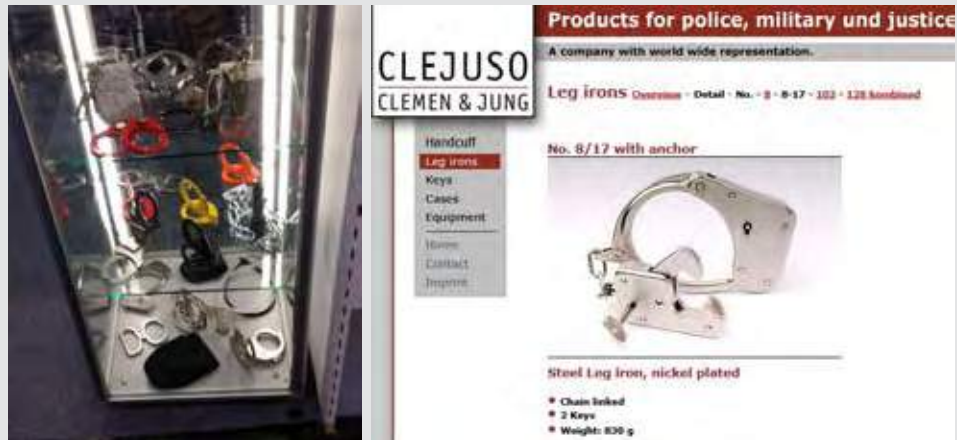 Products for police, military und justice
A company with world wide representation.
CLEJUSO
CLEMEN & JUNG
Leg irons Overview - Detail - No. - 8 - 8-17 - 102 - 128 kombined
Handcuff
Leg irons
Keys
Cases
Equipment
Home
Contact
Imprint
No. 8/17 with anchor
Steel Leg iron, nickel plated
Chain linked
2 Keys
Weight: 830 g